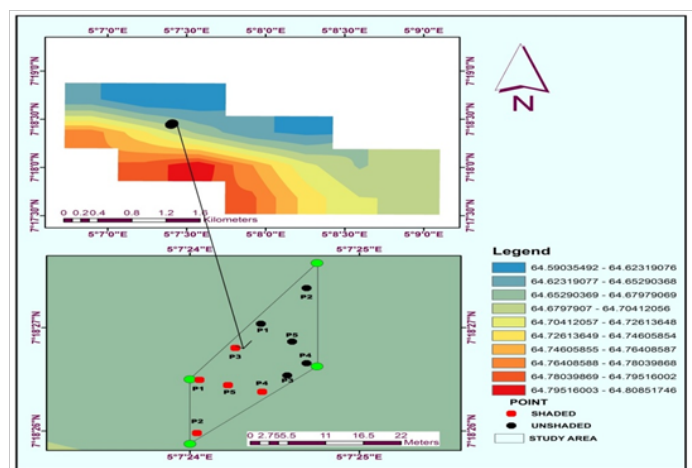 5°7'0"E 5°7'30"E 5°8'0"E 5°8'30"E 5°9'0"E
7°19'0"N 7°19'0"N
7°18'30"N 7°18'30"N
7°18'0"N 7°18'0"N
7°17'30"N 7°17'30"N
0 0.2 0.4 0.8 1.2 1.6
Kilometers
5°7'0"E 5°7'30"E 5°8'0"E 5°8'30"E 5°9'0"E
N
5°7'24"E 5°7'25"E
P2
P1
P5
P3
P4
P3
P1
P5
P4
P2
7°18'27"N 7°18'27"N
7°18'26"N 7°18'26"N
0 2.75 5.5 11 16.5 22
Meters
5°7'24"E 5°7'25"E
Legend
64.59035492 - 64.62319076
64.62319077 - 64.65290368
64.65290369 - 64.67979069
64.6797907 - 64.70412056
64.70412057 - 64.72613648
64.72613649 - 64.74605854
64.74605855 - 64.76408587
64.76408588 - 64.78039868
64.78039869 - 64.79516002
64.79516003 - 64.80851746
POINT
SHADED
UNSHADED
STUDY AREA